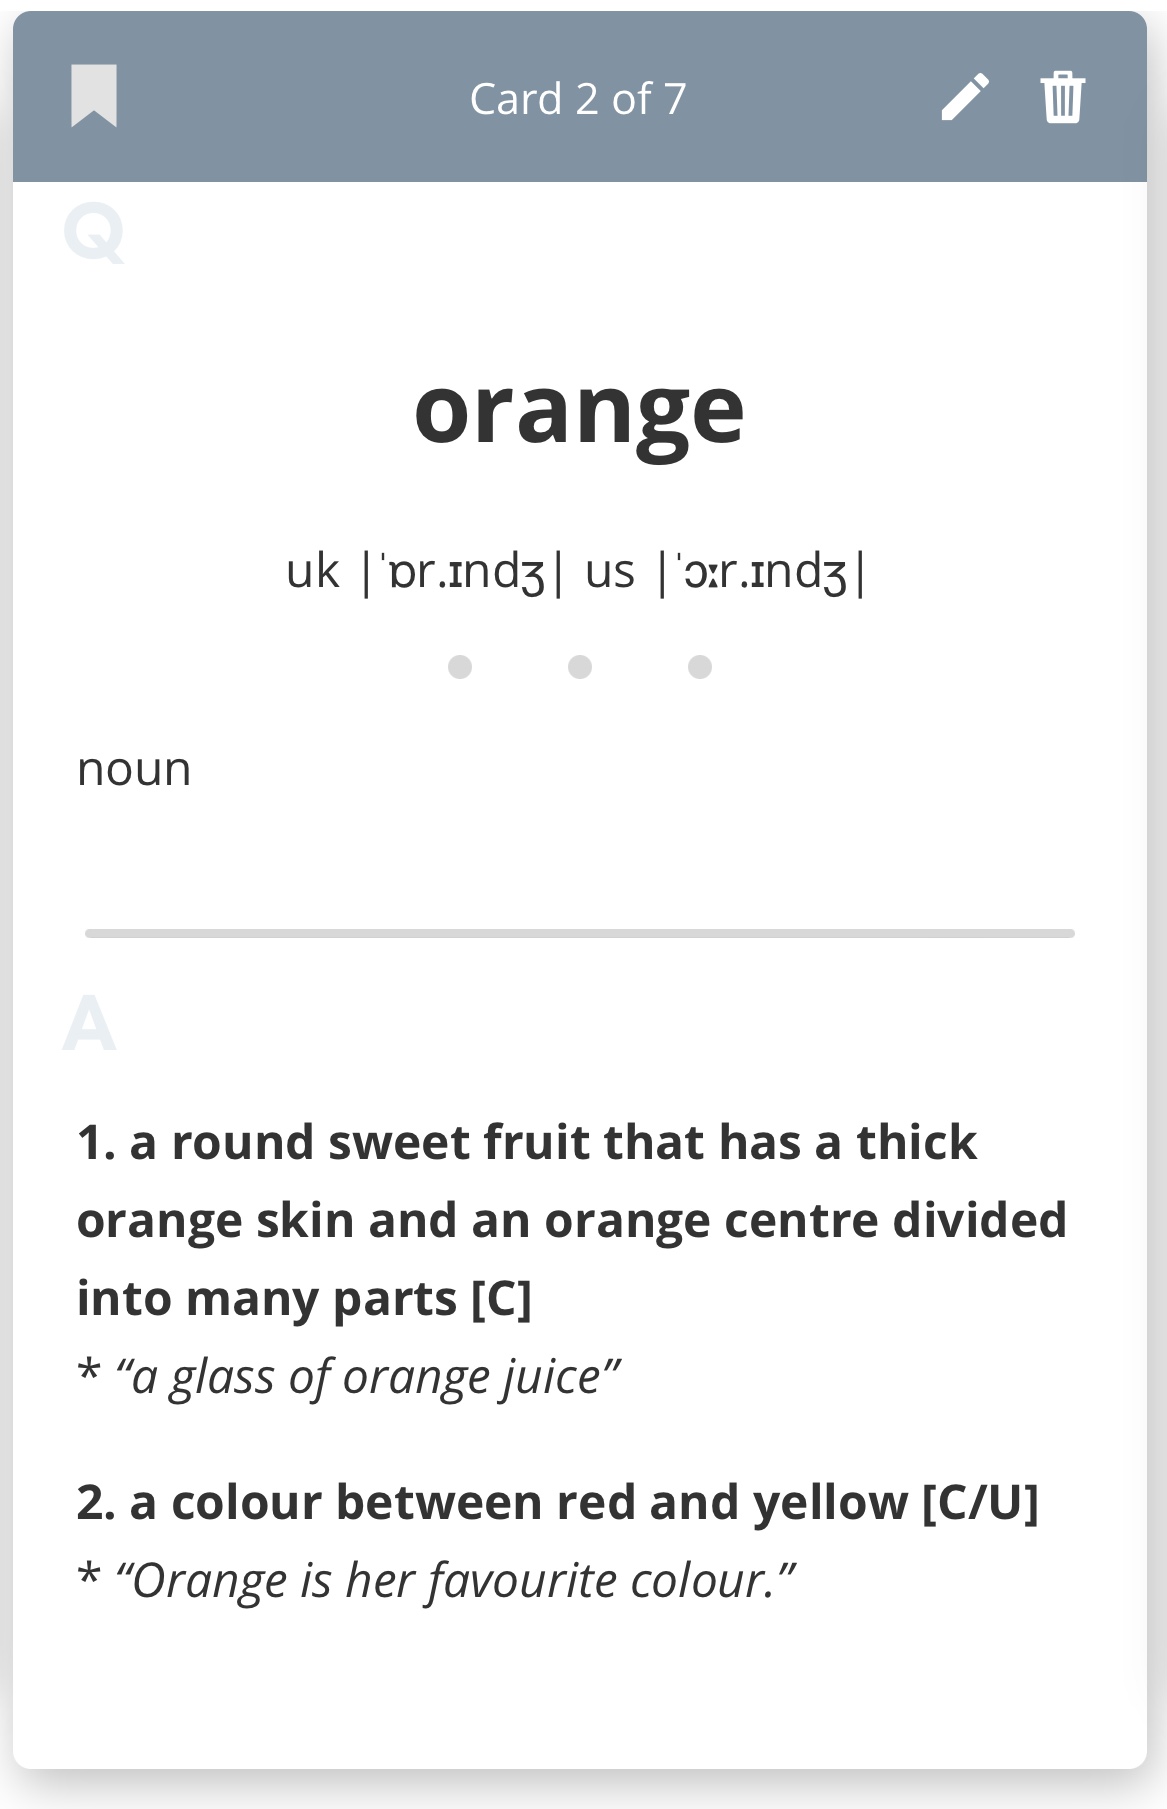 Card 2 of 7
Q
orange
uk |ˈɒr.ɪndʒ| us |ˈɔːr.ɪndʒ|
noun
A
1. a round sweet fruit that has a thick
orange skin and an orange centre divided
into many parts [C]
* “a glass of orange juice”
2. a colour between red and yellow [C/U]
* “Orange is her favourite colour.”